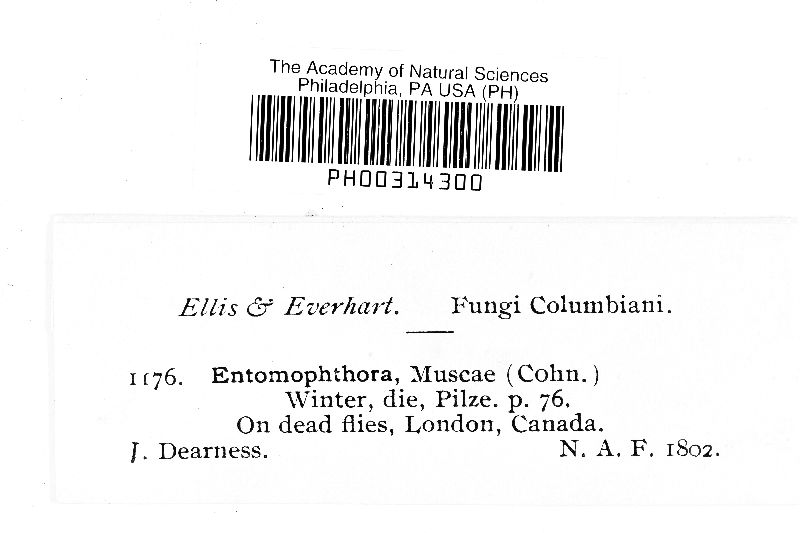 The Academy of Natural Sciences
Philadelphia, PA USA (PH)
PH00314300
Ellis & Everhart. Fungi Columbiani.
1176. Entomophthora, Muscae (Cohn.)
Winter, die, Pilze. p. 76.
On dead flies, London, Canada.
J. Dearness. N. A. F. 1802.